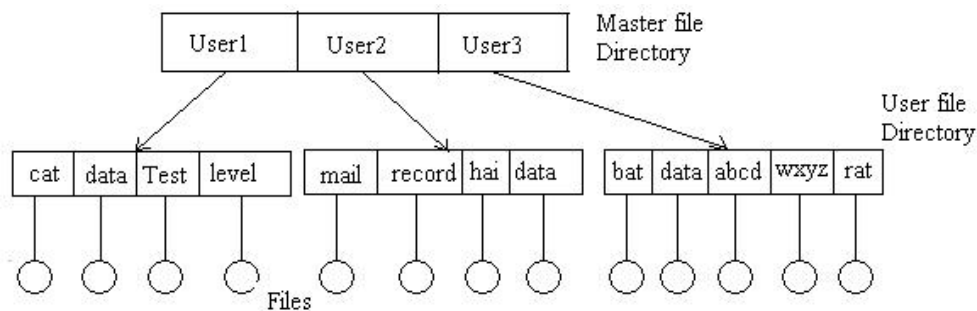 User1 User2 User3
Master file
Directory
User file
Directory
cat data Test level
mail record hai data
bat data abcd wxyz rat
Files